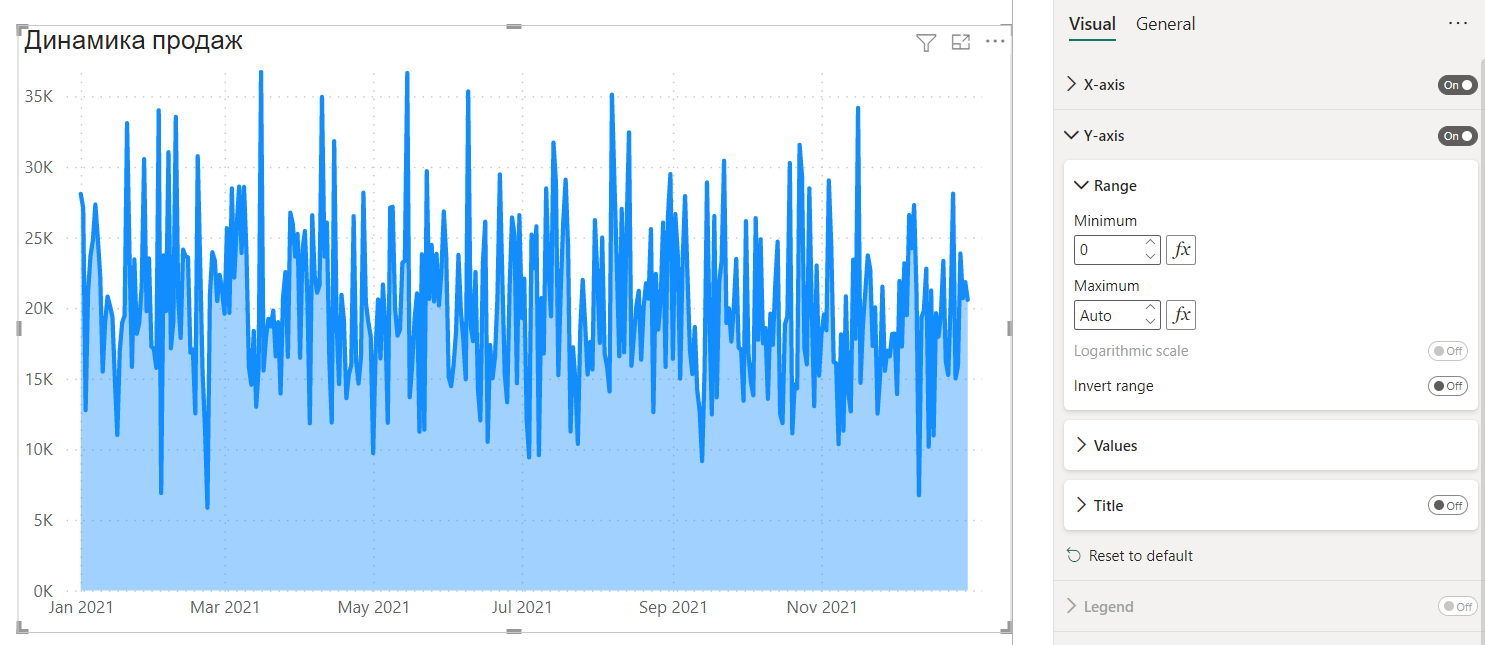 Динамика продаж
35K
30K
25K
20K
15K
10K
5K
0K
Jan 2021 Mar 2021 May 2021 Jul 2021 Sep 2021 Nov 2021
Visual General
X-axis On
Y-axis On
Range
Minimum
0 fx
Maximum
Auto fx
Logarithmic scale Off
Invert range Off
Values
Title Off
Reset to default
Legend Off